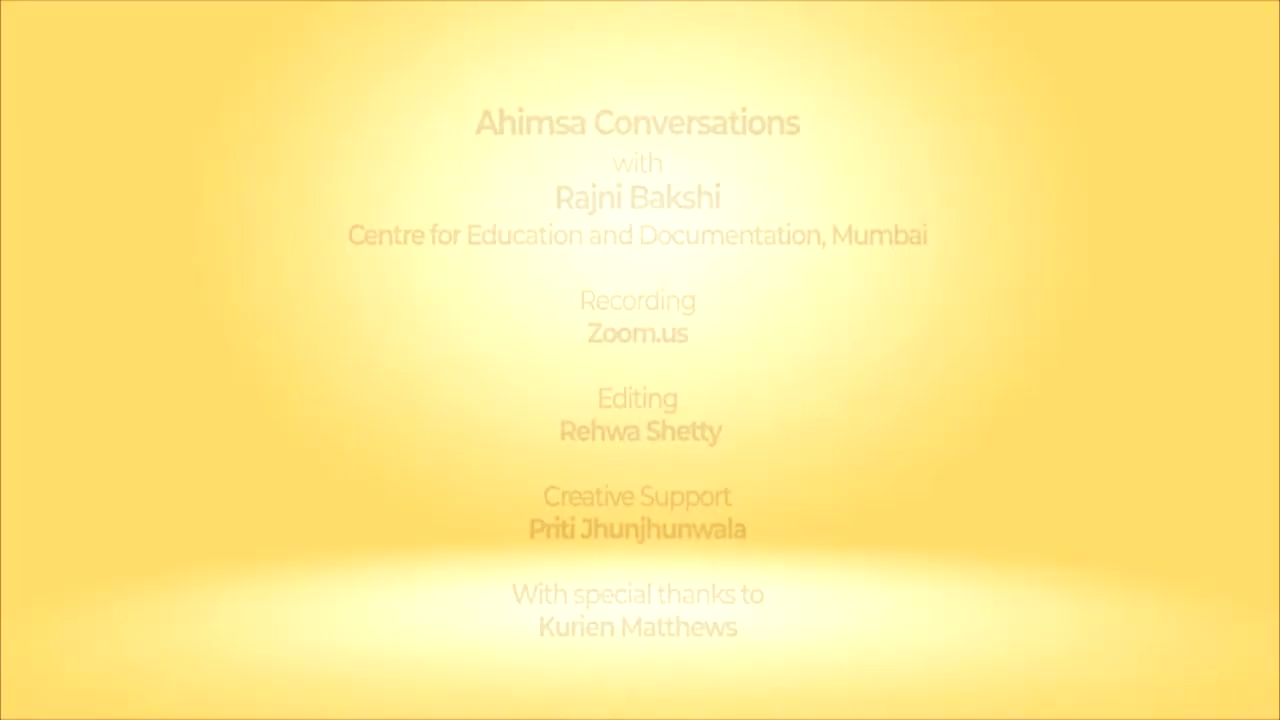 Ahimsa Conversations
with
Rajni Bakshi
Centre for Education and Documentation, Mumbai
Recording
Zoom.us
Editing
Rehwa Shetty
Creative Support
Priti Jhunjhunwala
With special thanks to
Kurien Matthews